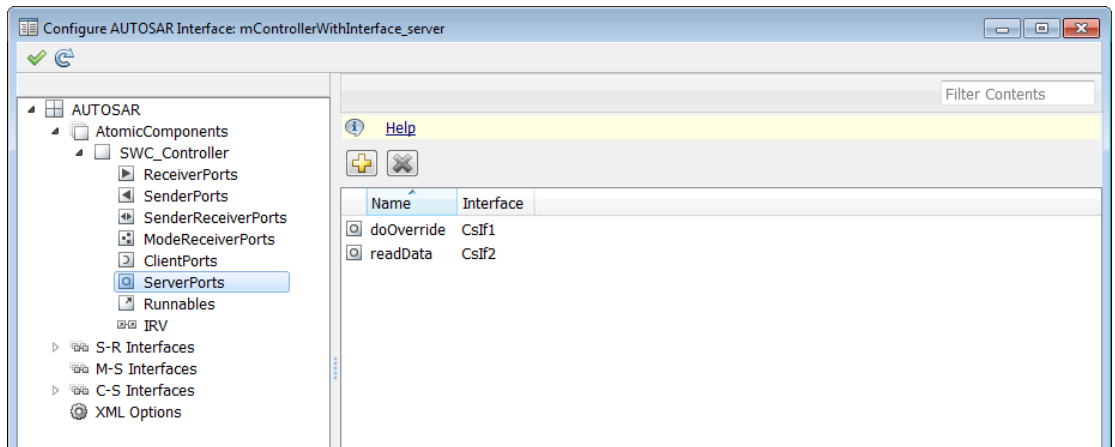 Configure AUTOSAR Interface: mControllerWithInterface_server
Filter Contents
AUTOSAR
AtomicComponents
SWC_Controller
ReceiverPorts
SenderPorts
SenderReceiverPorts
ModeReceiverPorts
ClientPorts
ServerPorts
Runnables
IRV
S-R Interfaces
M-S Interfaces
C-S Interfaces
XML Options
Help
Name Interface
doOverride CsIf1
readData CsIf2